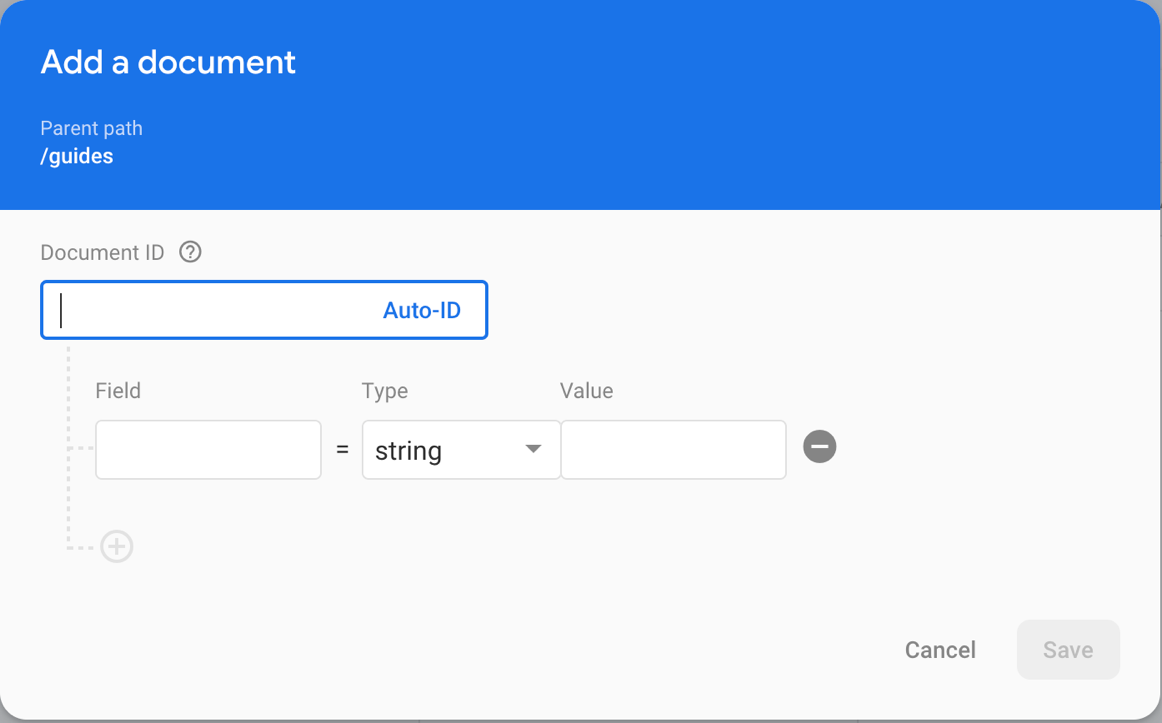 Add a document
Parent path
/guides
Document ID
Auto-ID
Field Type Value
= string
Cancel Save